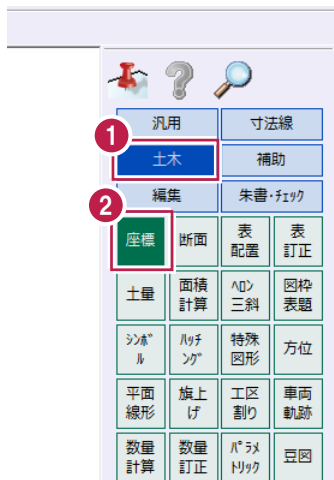 汎用 寸法線
1
土木 補助
編集 朱書・ﾁｪｯｸ
2
座標 断面 表配置 表訂正
土量 面積計算 ﾍﾛﾝ三斜 図枠表題
ｼﾝﾎﾞﾙ ﾊｯﾁﾝｸﾞ 特殊図形 方位
平面線形 旗上げ 工区割り 車両軌跡
数量計算 数量訂正 ﾊﾟﾗﾒﾄﾘｯｸ 豆図